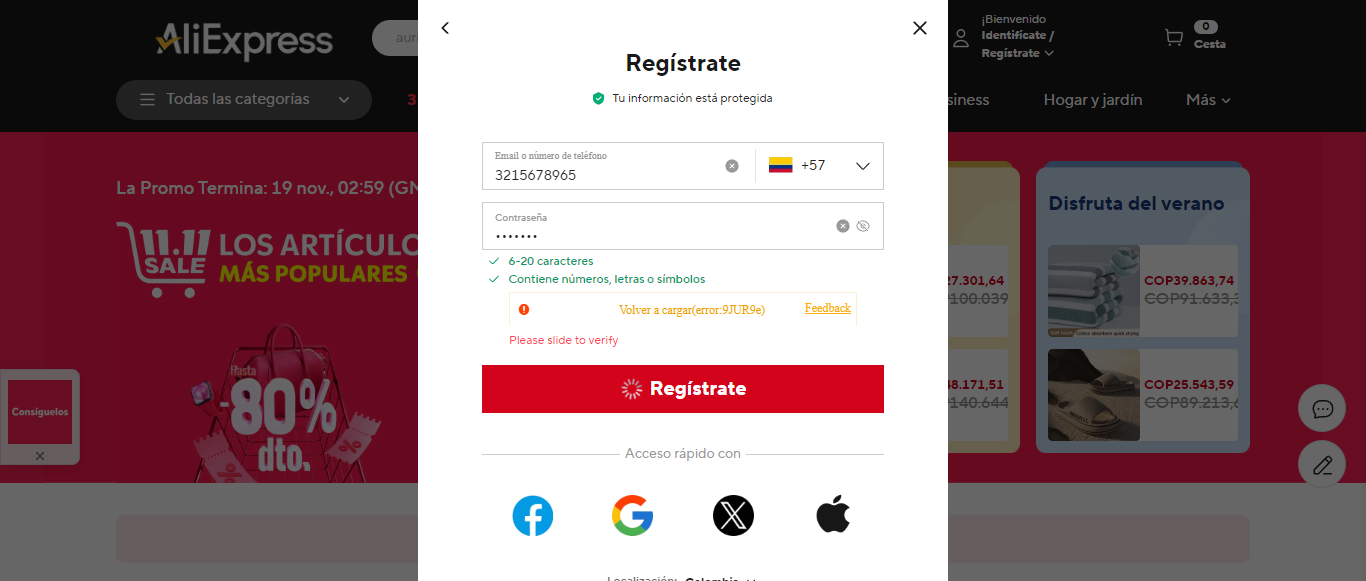 AliExpress
aur
¡Bienvenido
Identifícate /
Regístrate
0
Cesta
Todas las categorías
3
siness
Hogar y jardín
Más
Regístrate
Tu información está protegida
Email o número de teléfono
3215678965
+57
Contraseña
•••••••
6-20 caracteres
Contiene números, letras o símbolos
Volver a cargar(error:9JUR9e)
Feedback
Please slide to verify
Regístrate
Acceso rápido con
Localización:
Colombia
La Promo Termina: 19 nov., 02:59 (GM
11.11
SALE
LOS ARTÍCULO
MÁS POPULARES
Hasta
-80%
dto.
Consíguelos
7.301,64
100.039
8.171,51
140.644
Disfruta del verano
COP39.863,74
COP91.633,3
COP25.543,59
COP89.213,6